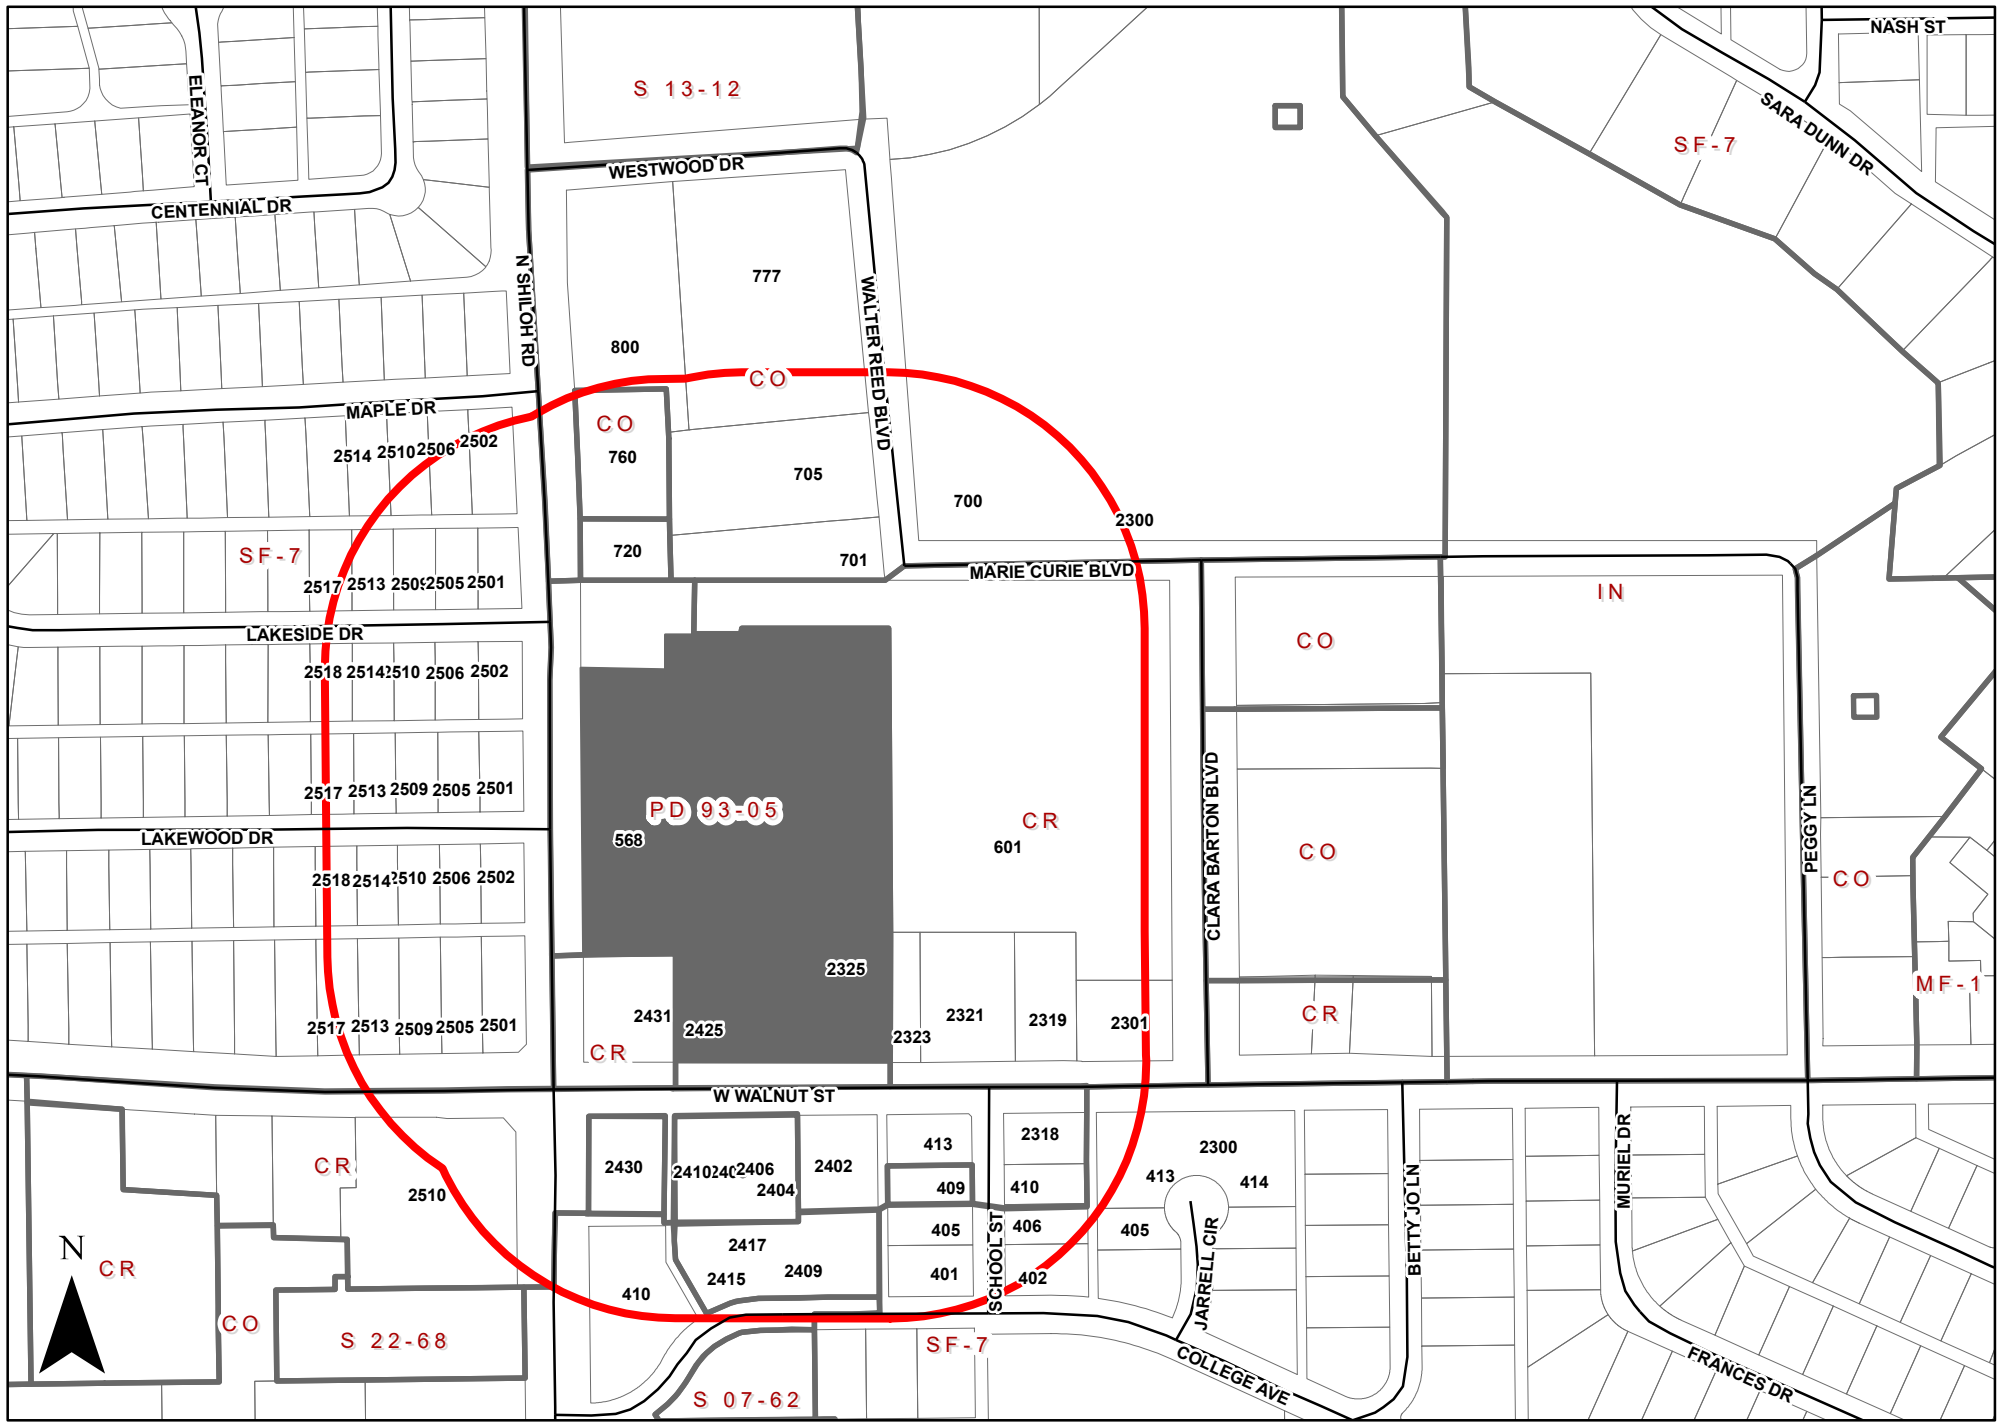 NASH ST
S 13-12
SARA DUNN DR
SF-7
ELEANOR CT
WESTWOOD DR
CENTENNIAL DR
N SHILOH RD
777
WALTER REED BLVD
800
CO
MAPLE DR
CO
2514 2510 2506 2502
760
705
700
2300
SF-7
720
701
MARIE CURIE BLVD
2517 2513 2505 2501
IN
LAKESIDE DR
CO
2518 2514 2510 2506 2502
2517 2513 2509 2505 2501
PD 93-05
CR
CLARA BARTON BLVD
PEGGY LN
LAKEWOOD DR
568
601
CO
2518 2514 2510 2506 2502
CO
2325
MF-1
2431
2425
2321
2319
2301
CR
2517 2513 2509 2505 2501
2323
CR
W WALNUT ST
413
2318
2300
MURIEL DR
CR
2430
2410
2406
2402
413
414
BETTY JO LN
2510
2404
409
410
SCHOOL ST
405
406
405
JARRELL CIR
N
CR
2417
2415
2409
401
402
410
CO
S 22-68
SF-7
COLLEGE AVE
FRANCES DR
S 07-62